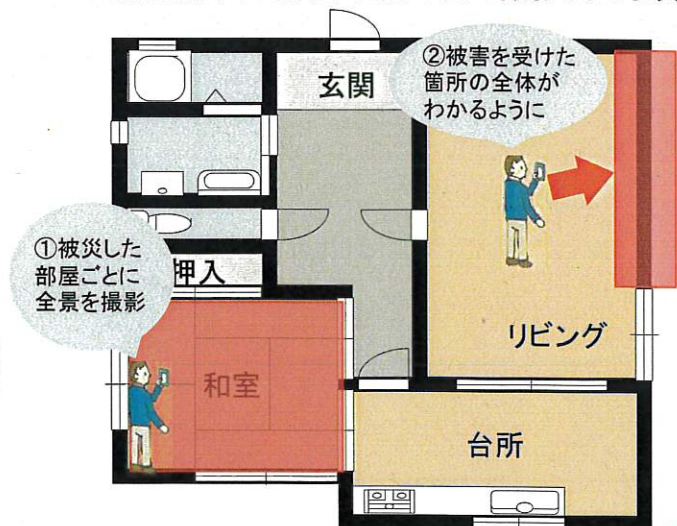 ②被害を受けた
箇所の全体が
わかるように
玄関
①被災した
部屋ごとに
全景を撮影
押入
リビング
和室
台所